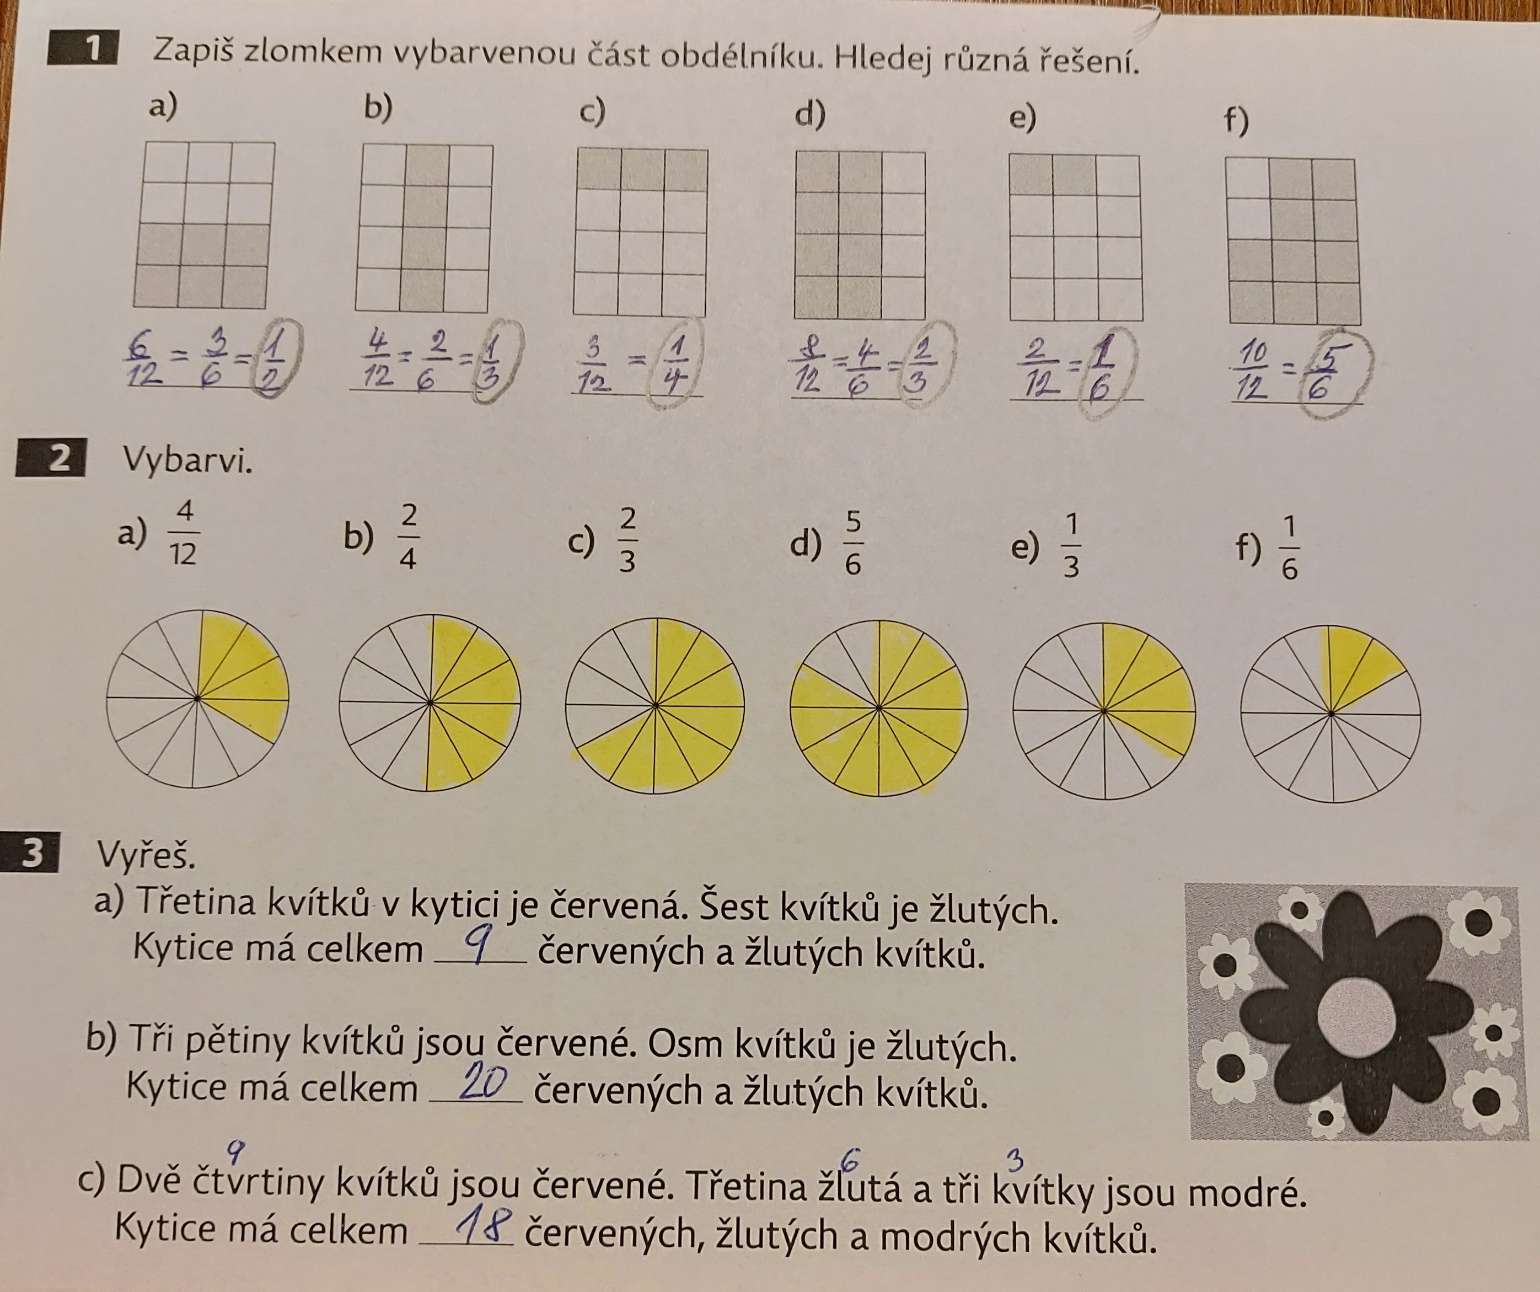 1 Zapiš zlomkem vybarvenou část obdélníku. Hledej různá řešení.
a) b) c) d) e) f)
6/12 = 3/6 = 1/2 4/12 = 2/6 = 1/3 3/12 = 1/4 8/12 = 4/6 = 2/3 2/12 = 1/6 10/12 = 5/6
2 Vybarvi.
a) 4/12 b) 2/4 c) 2/3 d) 5/6 e) 1/3 f) 1/6
3 Vyřeš.
a) Třetina kvítků v kytici je červená. Šest kvítků je žlutých.
Kytice má celkem 9 červených a žlutých kvítků.
b) Tři pětiny kvítků jsou červené. Osm kvítků je žlutých.
Kytice má celkem 20 červených a žlutých kvítků.
9 6 3
c) Dvě čtvrtiny kvítků jsou červené. Třetina žlutá a tři kvítky jsou modré.
Kytice má celkem 18 červených, žlutých a modrých kvítků.